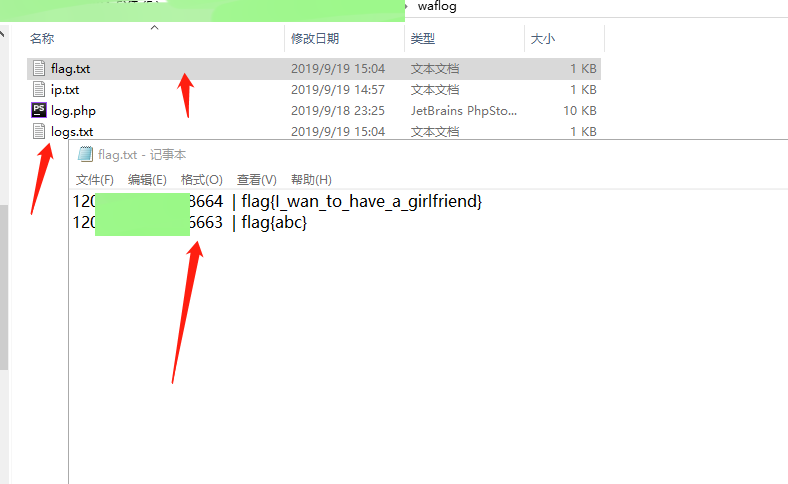 waflog
名称 修改日期 类型 大小
flag.txt 2019/9/19 15:04 文本文档 1 KB
ip.txt 2019/9/19 14:57 文本文档 1 KB
log.php 2019/9/18 23:25 JetBrains PhpSto... 10 KB
logs.txt 2019/9/19 15:04 文本文档 1 KB
flag.txt - 记事本
文件(F) 编辑(E) 格式(O) 查看(V) 帮助(H)
120 8664 | flag{I_wan_to_have_a_girlfriend}
120 6663 | flag{abc}